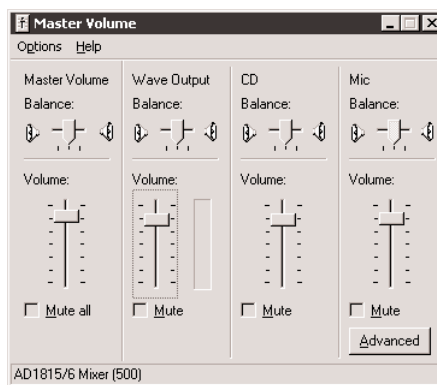 Master Volume
Options Help
Master Volume
Balance:
Volume:
Mute all
Wave Output
Balance:
Volume:
Mute
CD
Balance:
Volume:
Mute
Mic
Balance:
Volume:
Mute
Advanced
AD1815/6 Mixer (500)